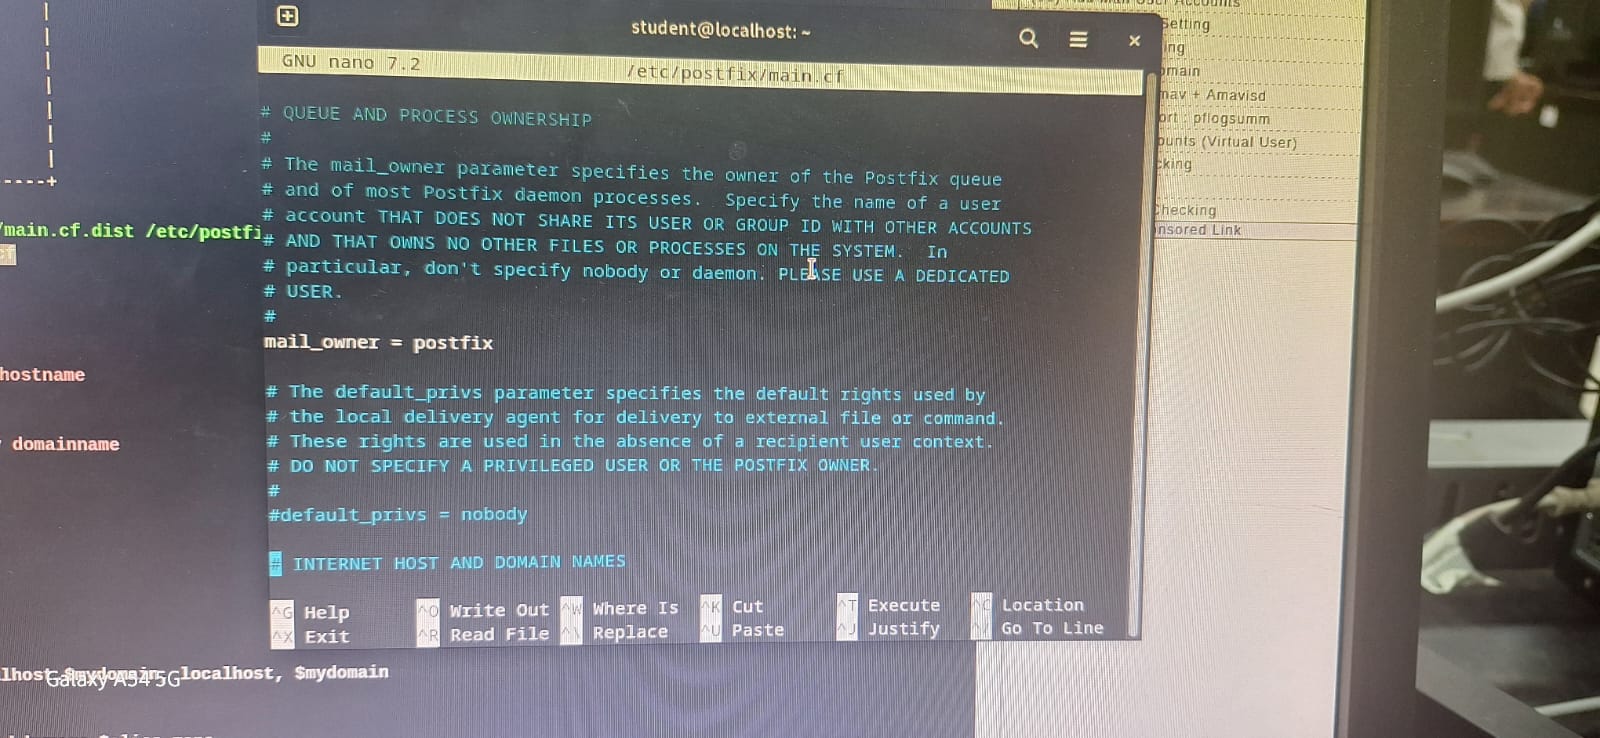 student@localhost: ~
GNU nano 7.2 /etc/postfix/main.cf
# QUEUE AND PROCESS OWNERSHIP
#
# The mail_owner parameter specifies the owner of the Postfix queue
# and of most Postfix daemon processes.  Specify the name of a user
# account THAT DOES NOT SHARE ITS USER OR GROUP ID WITH OTHER ACCOUNTS
# AND THAT OWNS NO OTHER FILES OR PROCESSES ON THE SYSTEM.  In
# particular, don't specify nobody or daemon. PLEASE USE A DEDICATED
# USER.
#
mail_owner = postfix
# The default_privs parameter specifies the default rights used by
# the local delivery agent for delivery to external file or command.
# These rights are used in the absence of a recipient user context.
# DO NOT SPECIFY A PRIVILEGED USER OR THE POSTFIX OWNER.
#
#default_privs = nobody
# INTERNET HOST AND DOMAIN NAMES
^G Help ^O Write Out ^W Where Is ^K Cut ^T Execute ^C Location
^X Exit ^R Read File ^\ Replace ^U Paste ^J Justify ^/ Go To Line
-----+
/main.cf.dist /etc/postfi
cf
hostname
domainname
lhost.$mydomain, localhost, $mydomain
Galaxy A54 5G
Accounts
Setting
ing
omain
mav + Amavisd
ort : pflogsumm
ounts (Virtual User)
cking
Checking
nsored Link